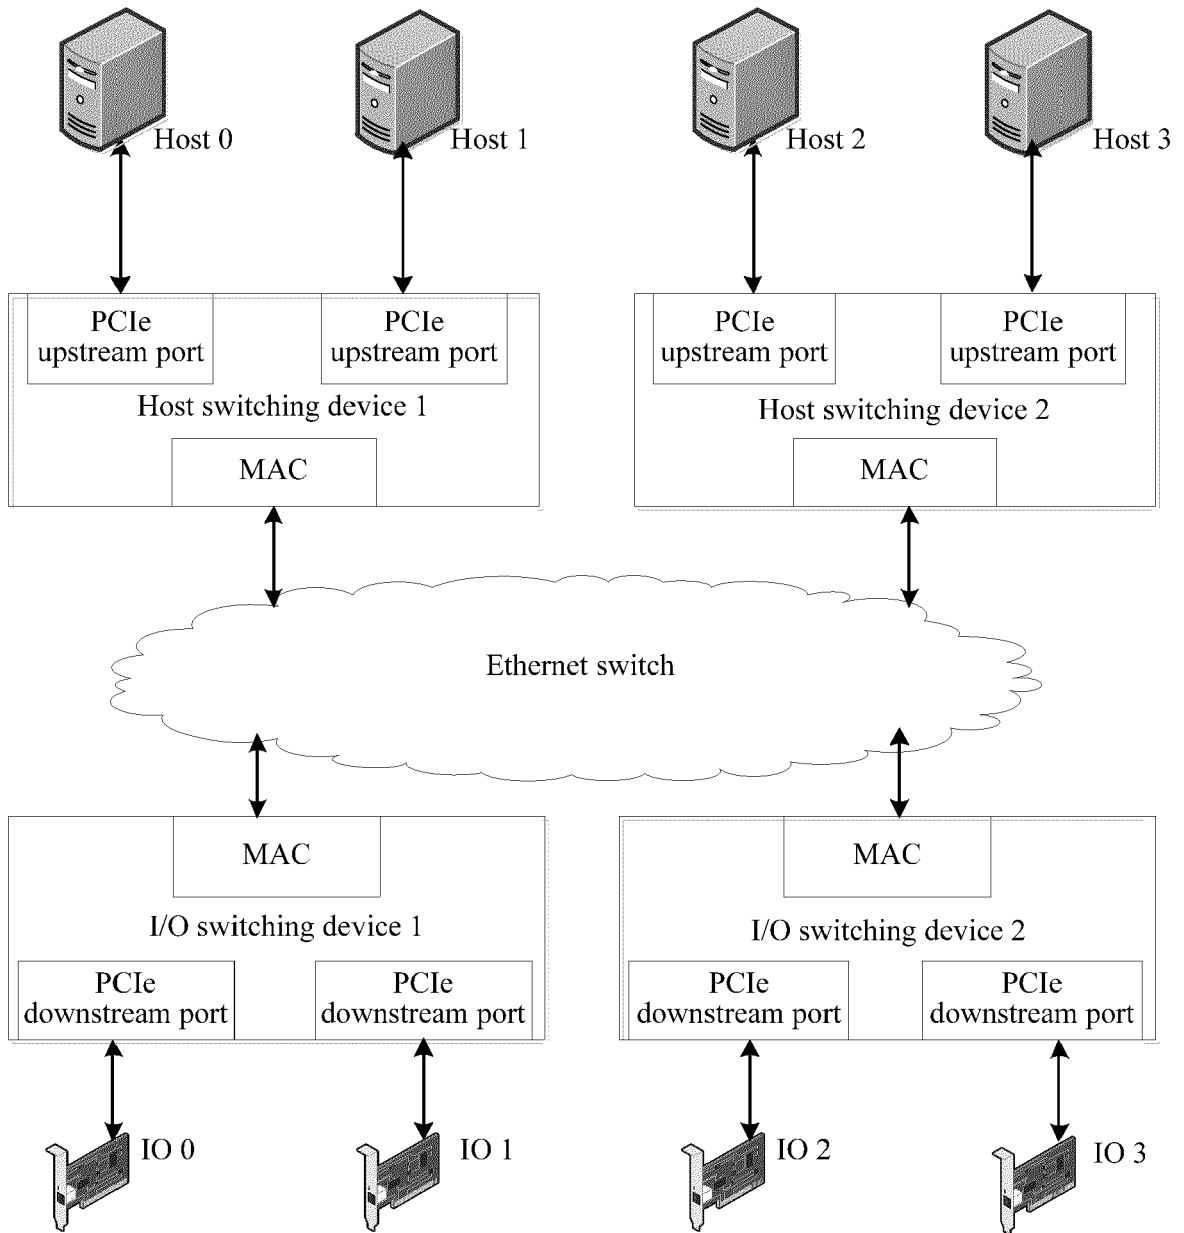 Host 0
Host 1
Host 2
Host 3
PCIe
upstream port
PCIe
upstream port
PCIe
upstream port
PCIe
upstream port
Host switching device 1
Host switching device 2
MAC
MAC
Ethernet switch
MAC
MAC
I/O switching device 1
I/O switching device 2
PCIe
downstream port
PCIe
downstream port
PCIe
downstream port
PCIe
downstream port
IO 0
IO 1
IO 2
IO 3